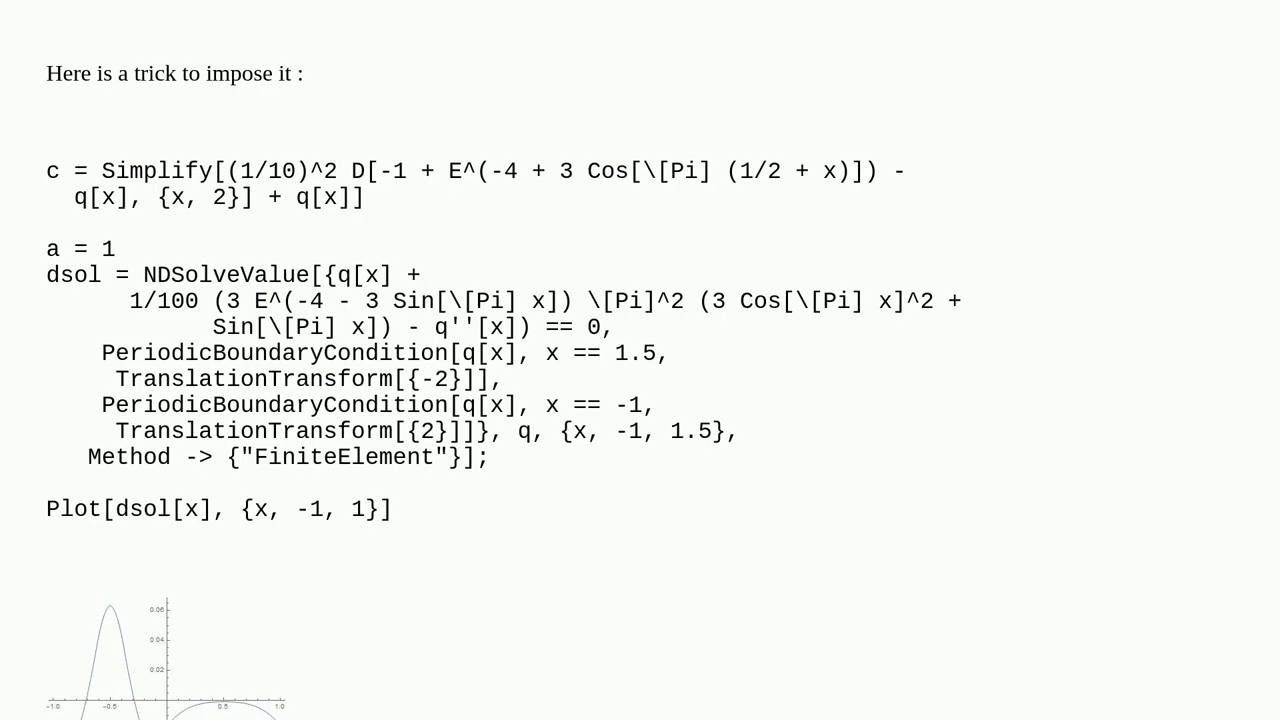 Here is a trick to impose it :
c = Simplify[(1/10)^2 D[-1 + E^(-4 + 3 Cos[\[Pi] (1/2 + x)]) -
q[x], {x, 2}] + q[x]]
a = 1
dsol = NDSolveValue[{q[x] +
1/100 (3 E^(-4 - 3 Sin[\[Pi] x]) \[Pi]^2 (3 Cos[\[Pi] x]^2 +
Sin[\[Pi] x]) - q''[x]) == 0,
PeriodicBoundaryCondition[q[x], x == 1.5,
TranslationTransform[{-2}]],
PeriodicBoundaryCondition[q[x], x == -1,
TranslationTransform[{2}]]}, q, {x, -1, 1.5},
Method -> {"FiniteElement"}];
Plot[dsol[x], {x, -1, 1}]
0.06
0.04
0.02
-1.0 -0.5 0.5 1.0